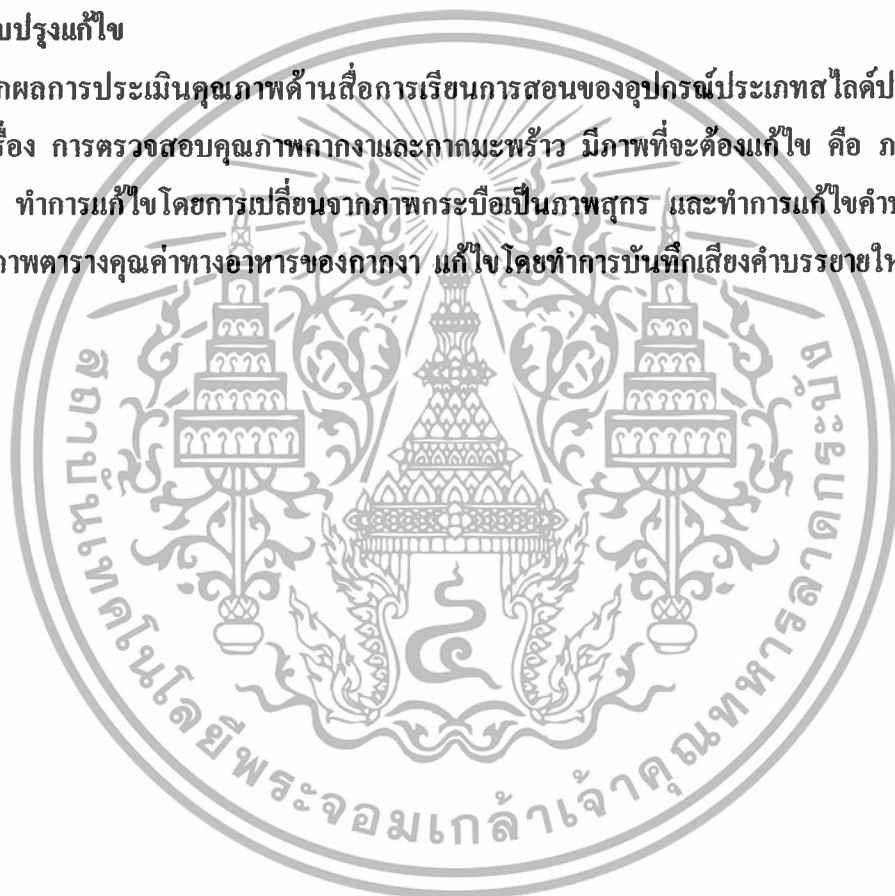 บปรุงแก้ไข
กผลการประเมินคุณภาพด้านสื่อการเรียนการสอนของอุปกรณ์ประเภทสไลด์ป
รื่อง การตรวจสอบคุณภาพกากงาและกากมะพร้าว มีภาพที่จะต้องแก้ไข คือ ภ
ทำการแก้ไขโดยการเปลี่ยนจากภาพกระบือเป็นภาพสุกร และทำการแก้ไขคำบ
าพตารางคุณค่าทางอาหารของกากงา แก้ไขโดยทำการบันทึกเสียงคำบรรยายให
สถาบันเทคโนโลยีพระจอมเกล้าเจ้าคุณทหารลาดกระบัง
๔